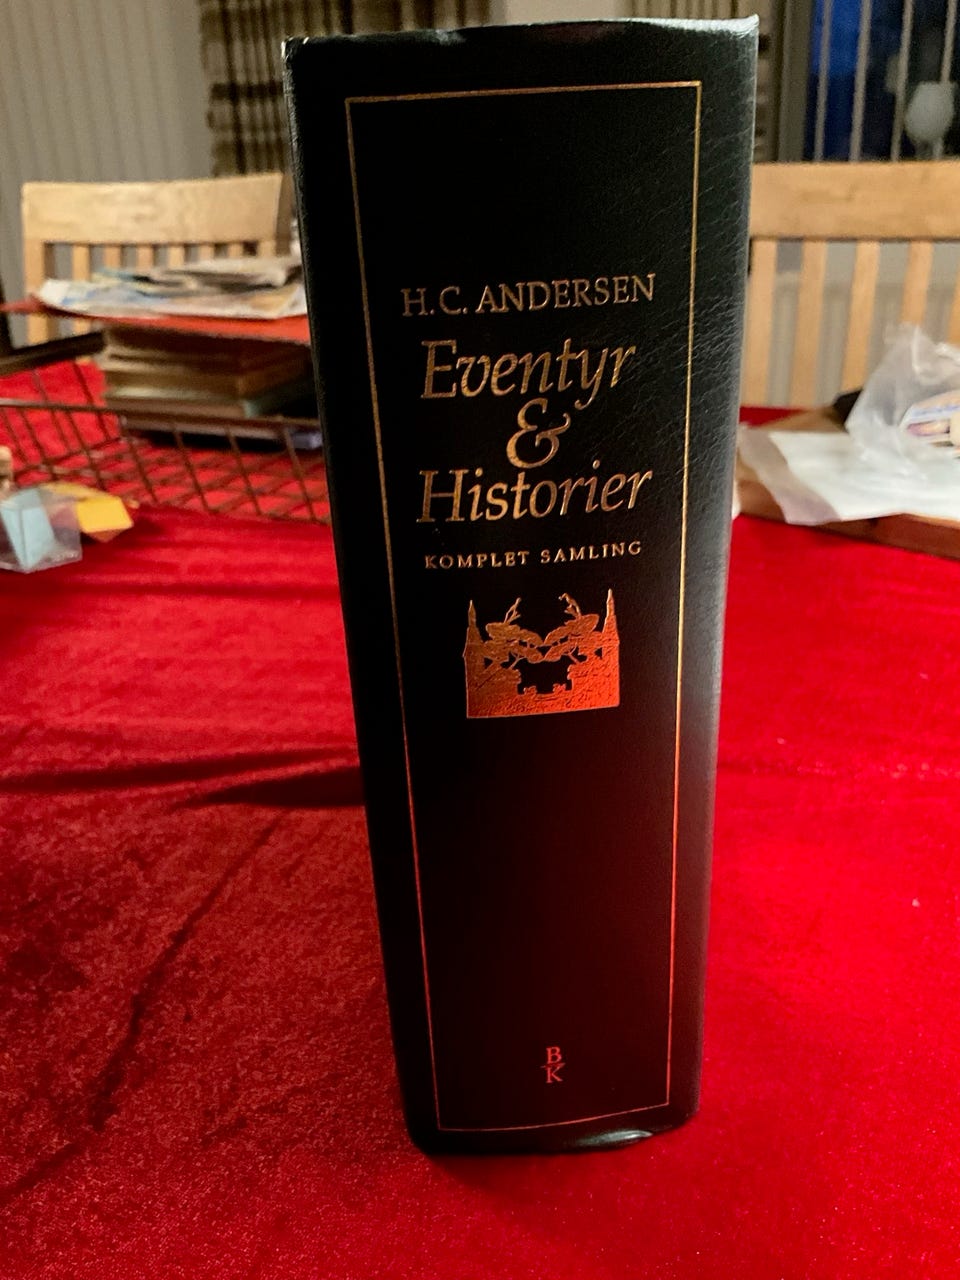 H.C. ANDERSEN
Eventyr
&
Historier
KOMPLET SAMLING
B
K